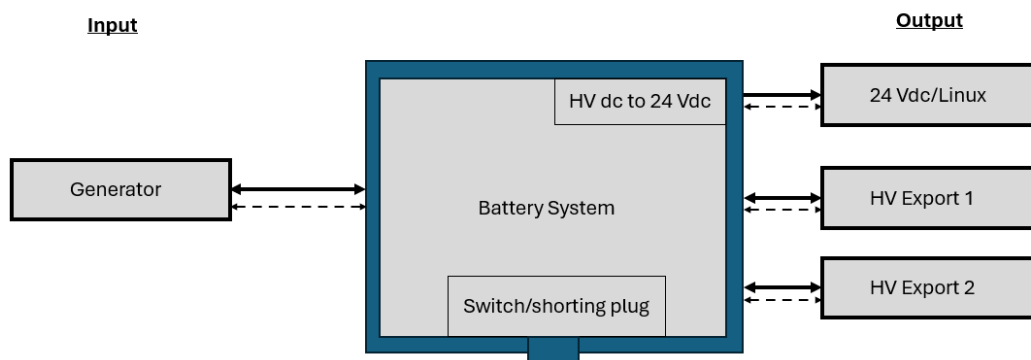 Input
Output
HV dc to 24 Vdc
24 Vdc/Linux
Generator
Battery System
HV Export 1
HV Export 2
Switch/shorting plug